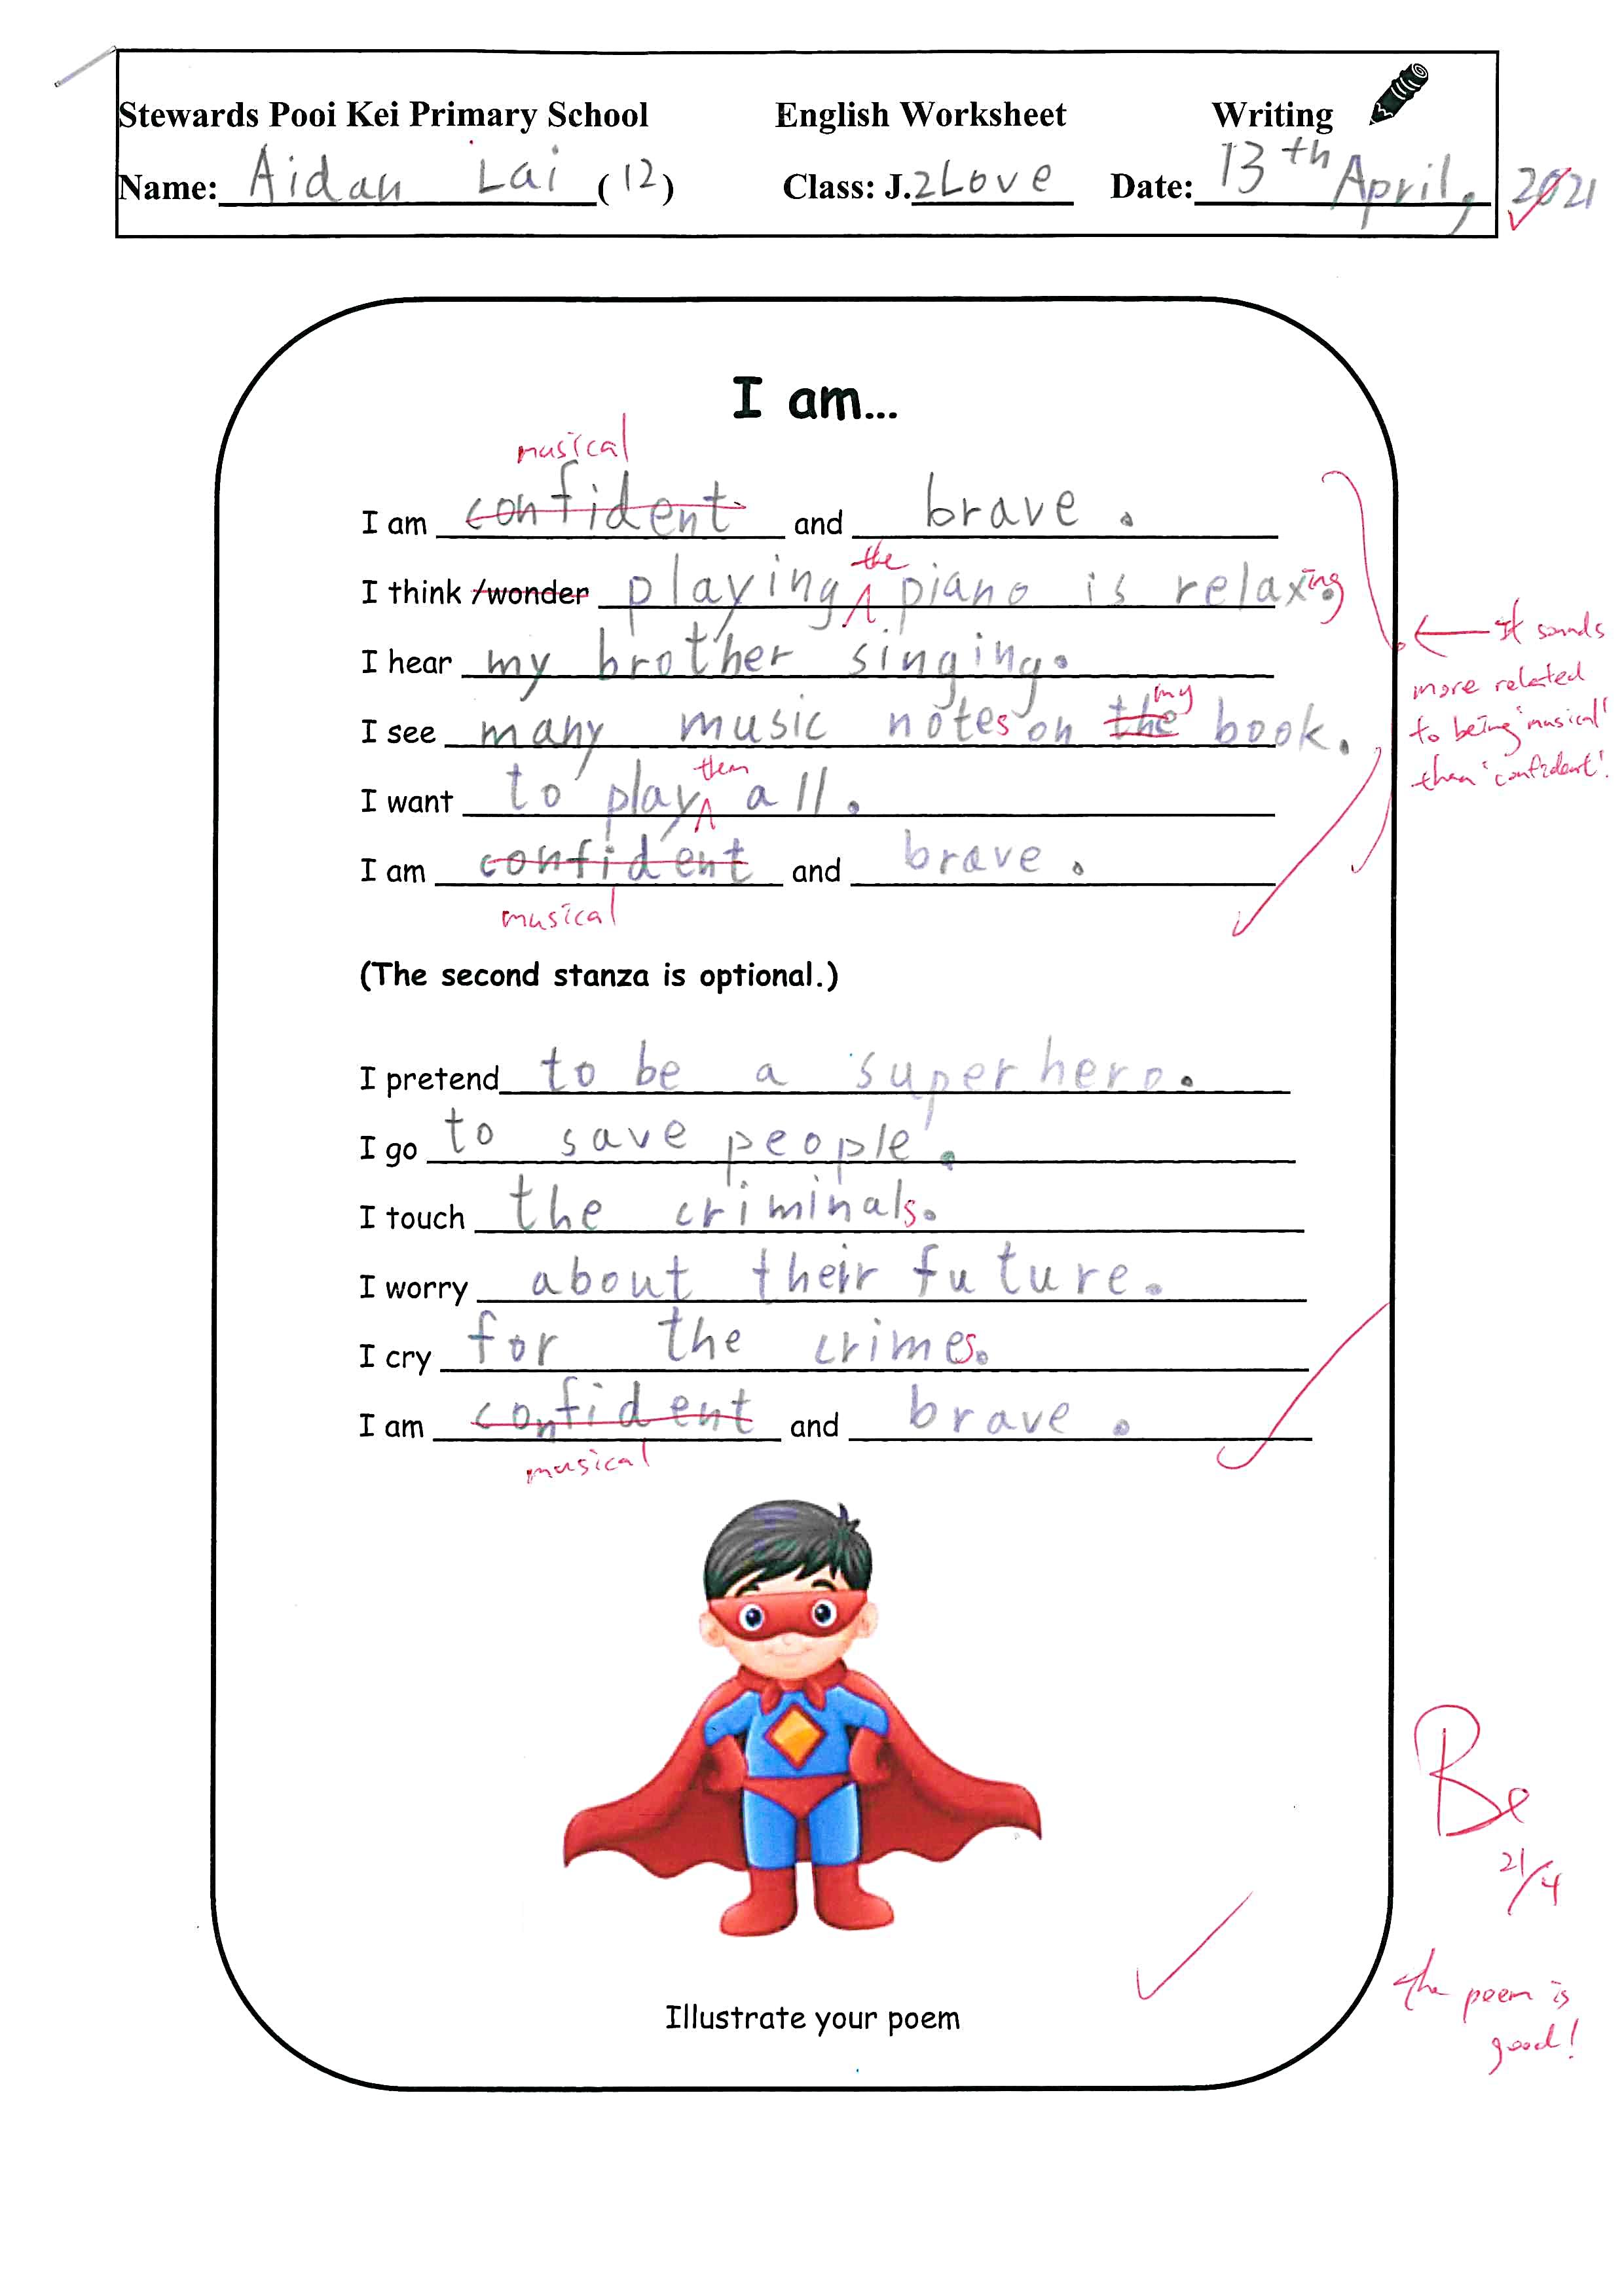 Stewards Pooi Kei Primary School English Worksheet Writing
Name: Aidan Lai (12) Class: J.2Love Date: 13th April, 2021
I am...
musical
I am confident and brave.
the
I think /wonder playing piano is relaxing.
I hear my brother singing.
my
I see many music notes on the book.
them
I want to play all.
I am confident and brave.
musical
It sounds
more related
to being 'musical'
than 'confident'.
(The second stanza is optional.)
I pretend to be a superhero.
I go to save people.
I touch the criminals.
I worry about their future.
I cry for the crimes.
I am confident and brave.
musical
21/4
The poem is
good!
Illustrate your poem